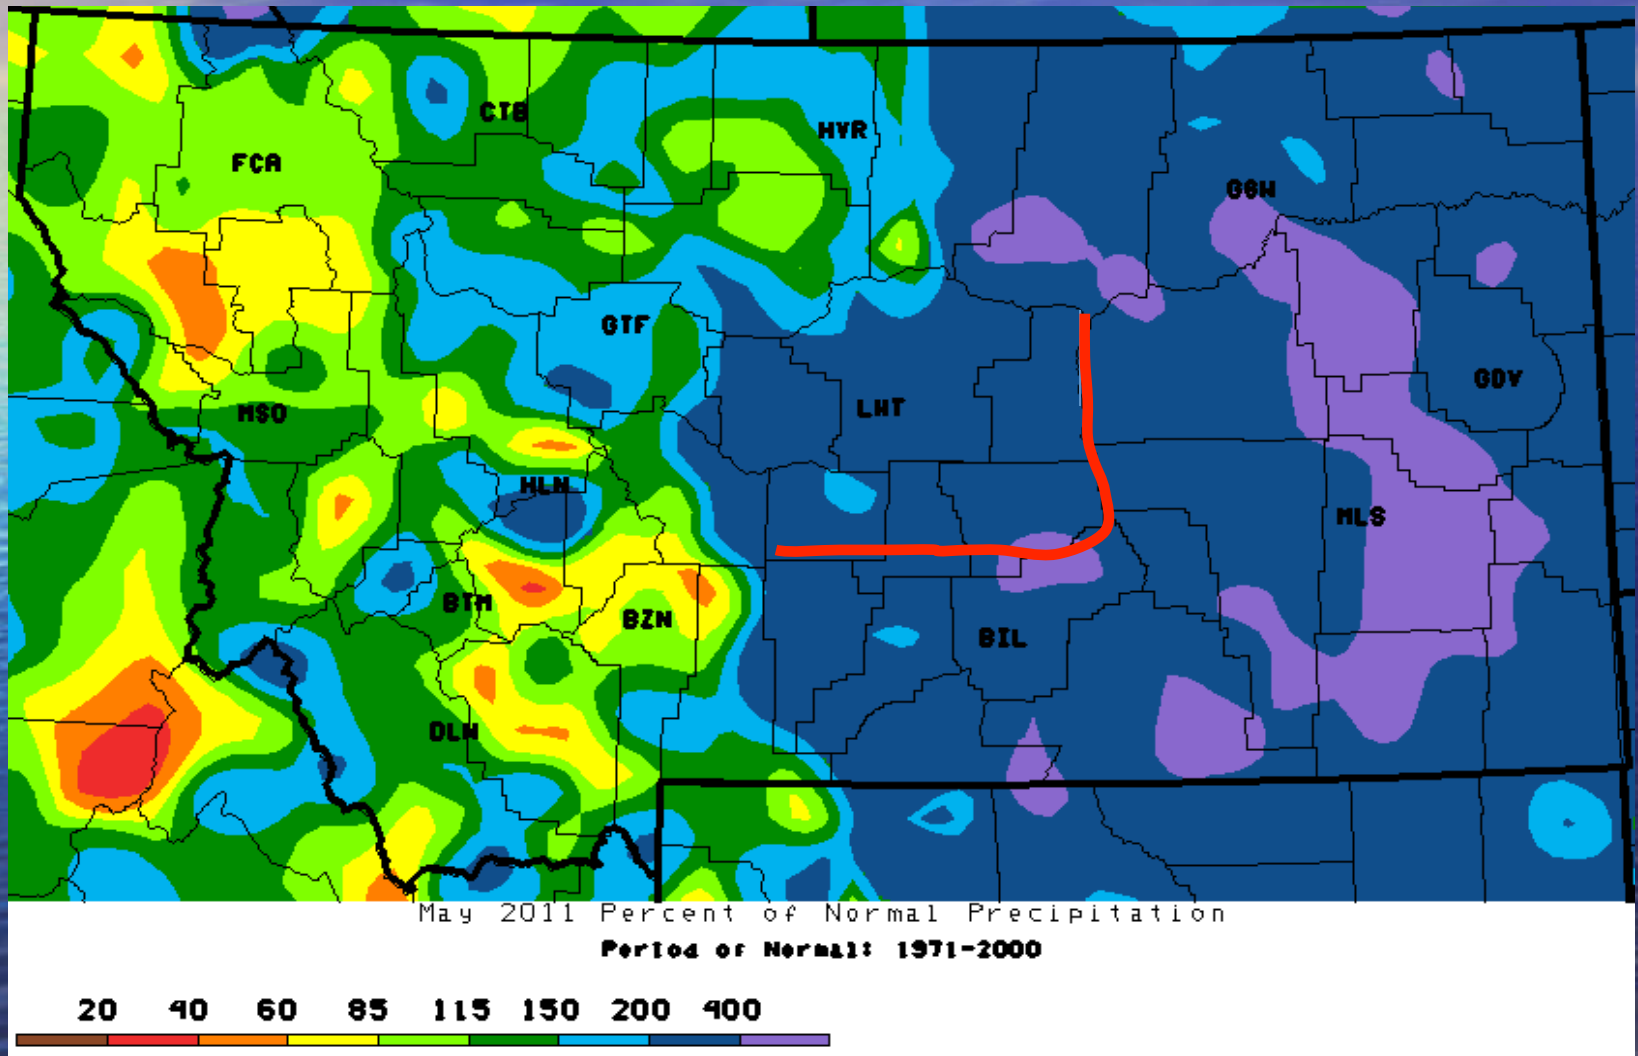 CTB
HVR
FCA
GGW
GTF
GDV
LWT
MSO
HLN
MLS
BTM
BZN
BIL
DLN
May 2011 Percent of Normal Precipitation
Period of Normal: 1971-2000
20 40 60 85 115 150 200 400